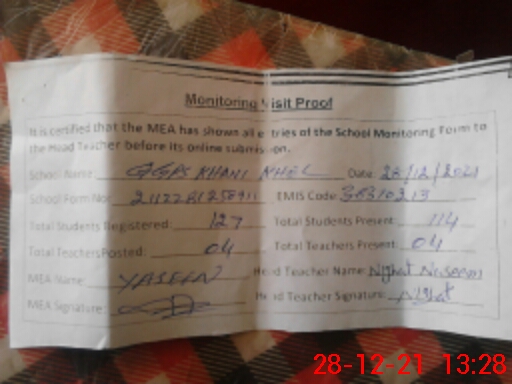 Monitoring Visit Proof
It is certified that the MEA has shown all entries of the School Monitoring Form to
the Head Teacher before its online submission.
School Name: GGPS KHANI KHEL Date: 28/12/2021
School Form No: EMIS Code:
Total Students Registered: 127 Total Students Present: 114
Total Teachers Posted: 04 Total Teachers Present: 04
MEA Name: YASEEN Head Teacher Name: Nighat
MEA Signature: Head Teacher Signature: Nighat
28-12-21 13:28